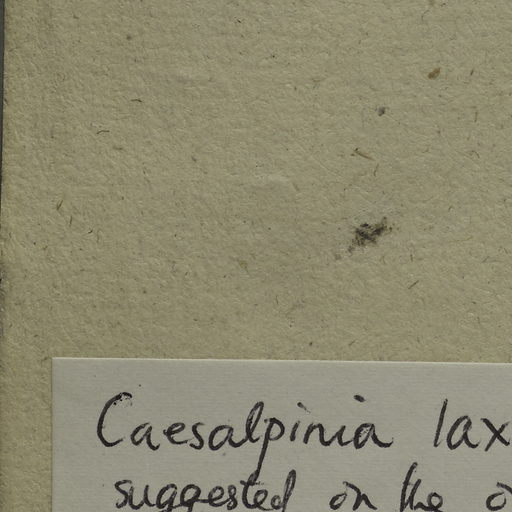 Caesalpinia lax
suggested on the o